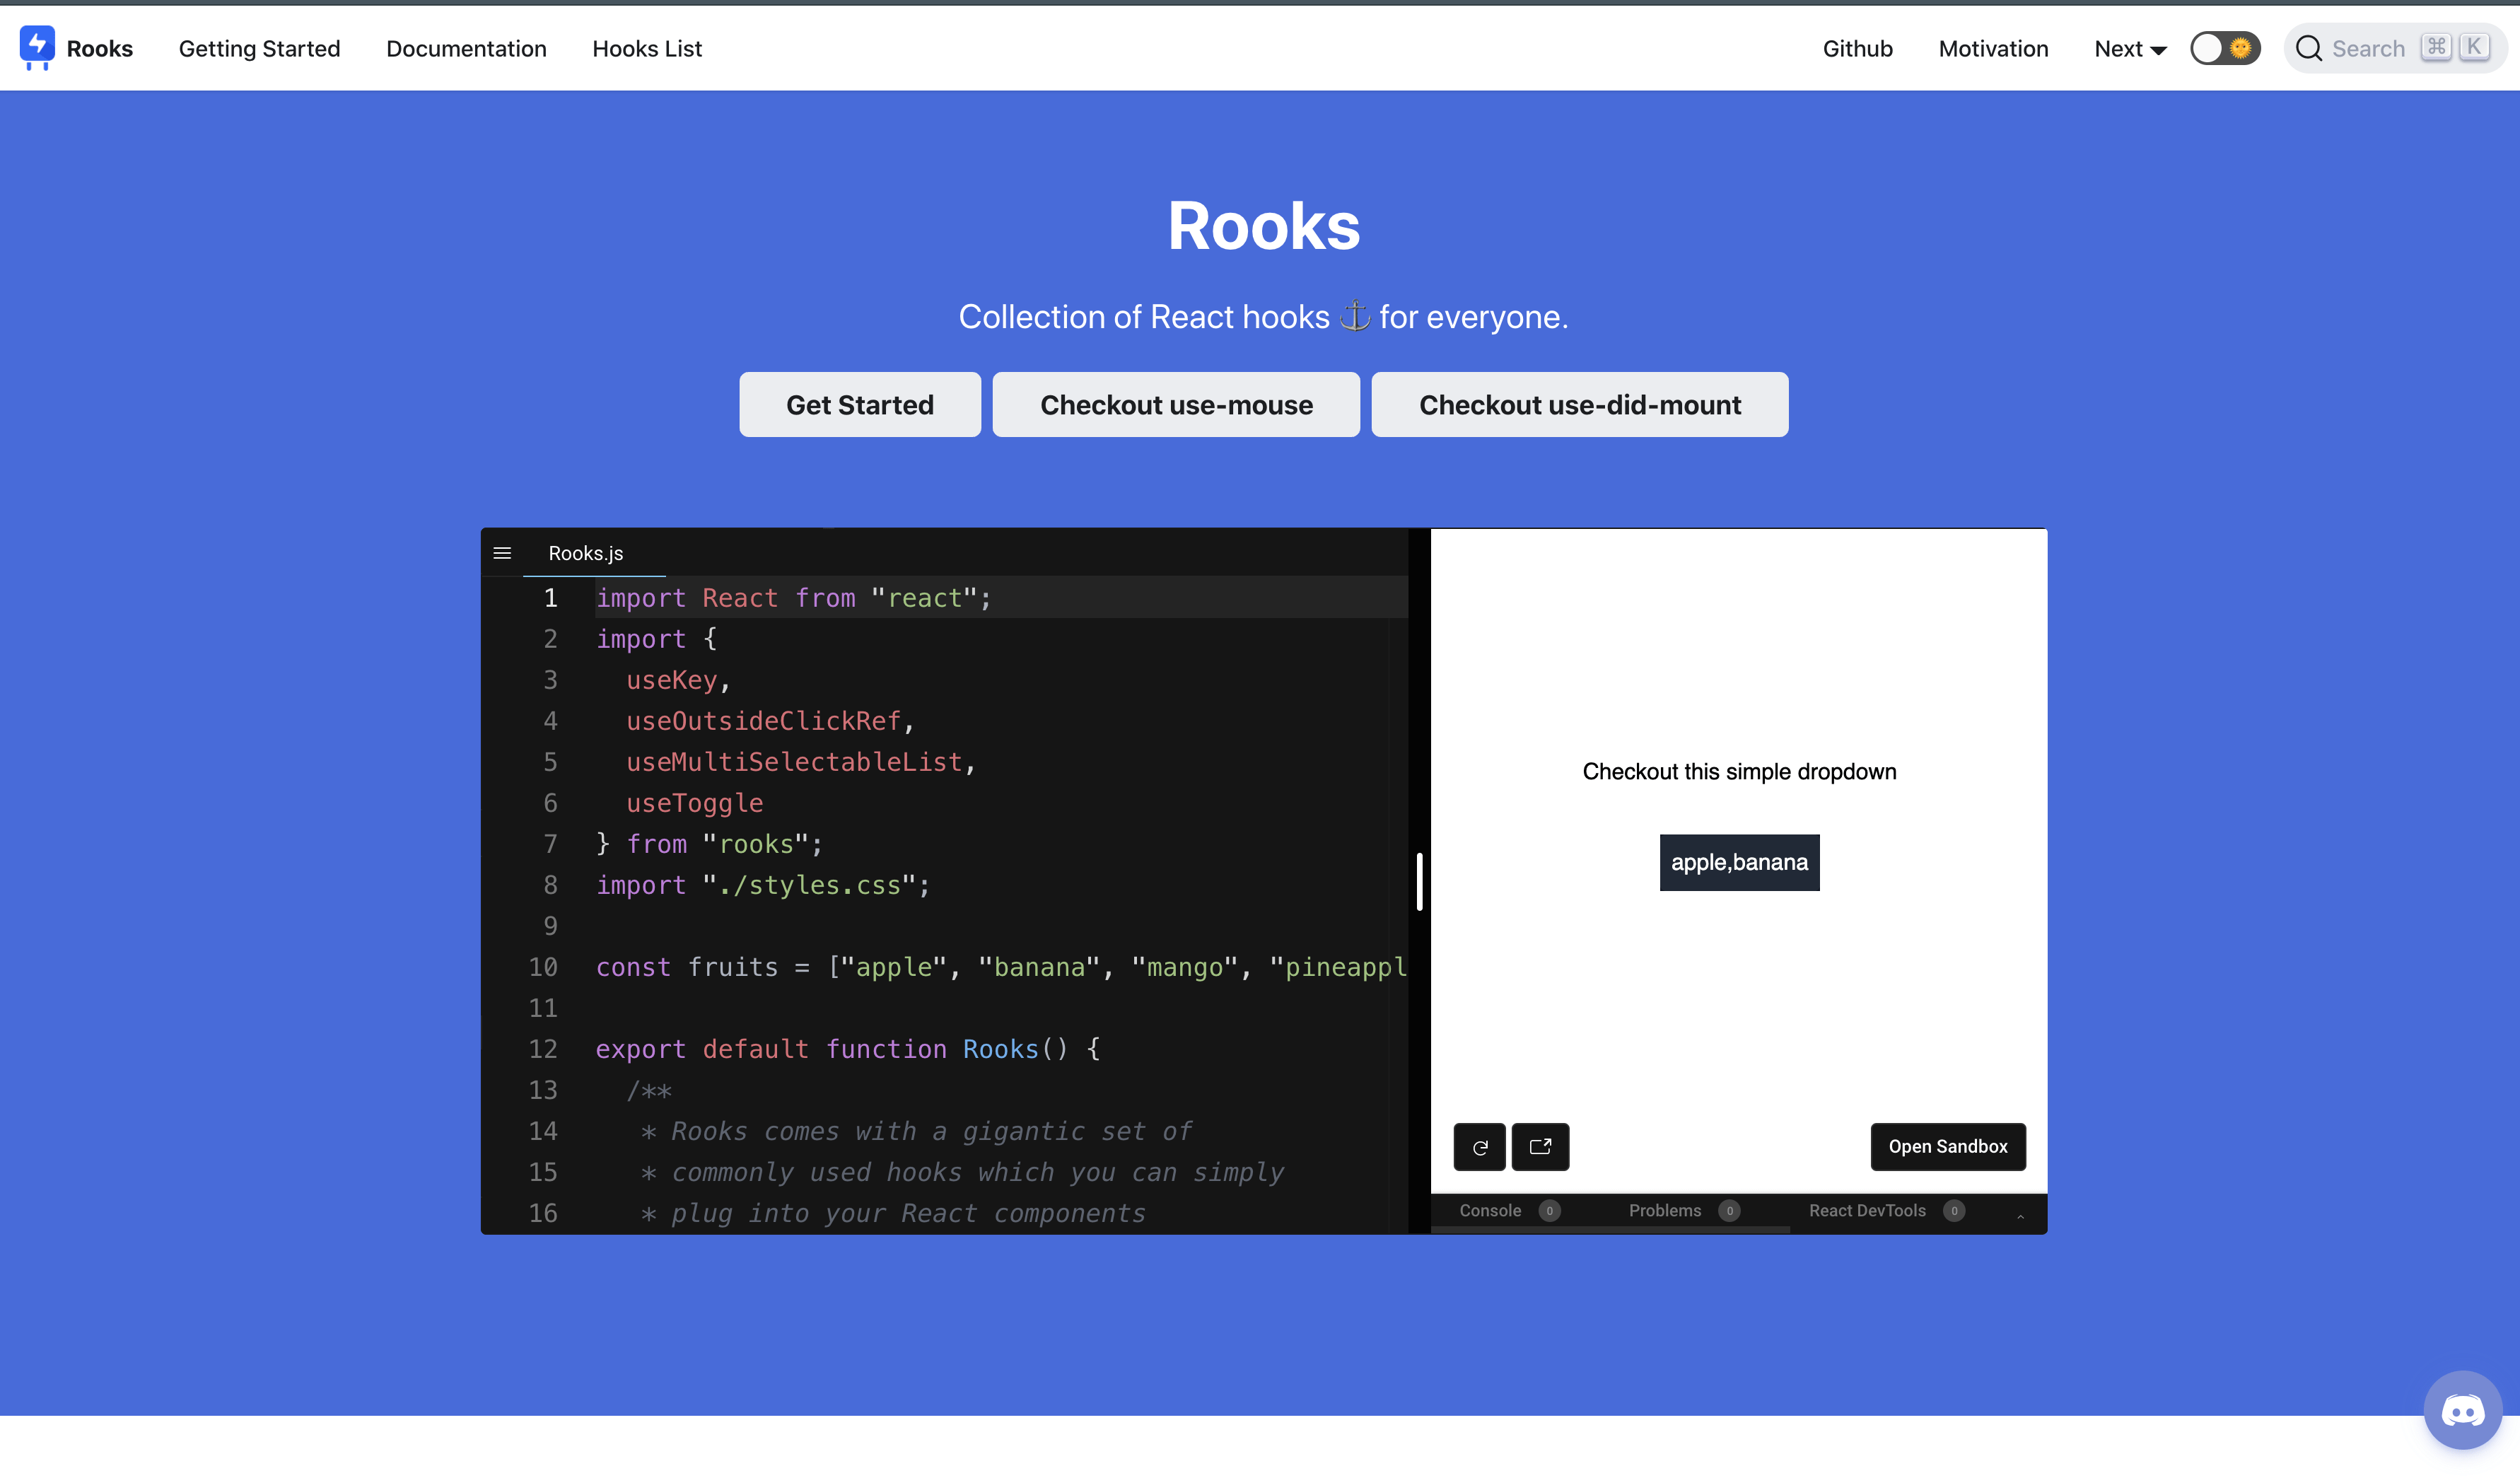 Rooks
Getting Started
Documentation
Hooks List
Github
Motivation
Next
Search
⌘ K
Rooks
Collection of React hooks ⚓ for everyone.
Get Started
Checkout use-mouse
Checkout use-did-mount
Rooks.js
1 import React from "react";
2 import {
3   useKey,
4   useOutsideClickRef,
5   useMultiSelectableList,
6   useToggle
7 } from "rooks";
8 import "./styles.css";
9
10 const fruits = ["apple", "banana", "mango", "pineappl
11
12 export default function Rooks() {
13   /**
14    * Rooks comes with a gigantic set of
15    * commonly used hooks which you can simply
16    * plug into your React components
Checkout this simple dropdown
apple,banana
Open Sandbox
Console 0
Problems 0
React DevTools 0